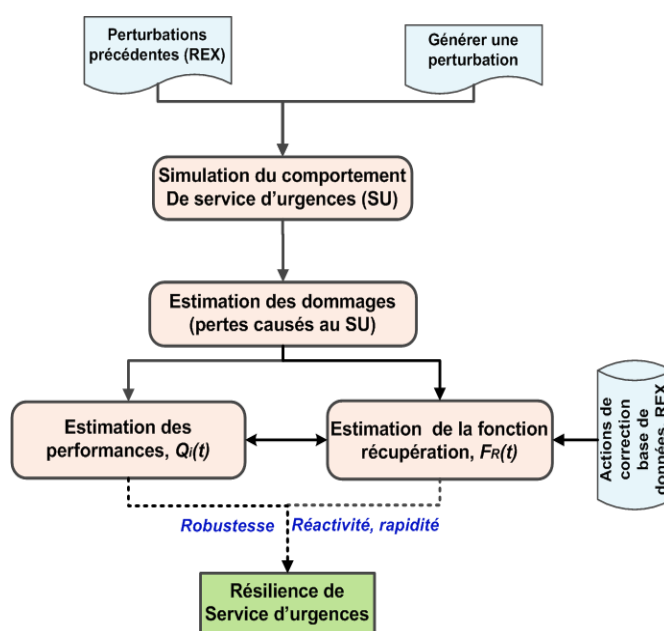 Perturbations
précédentes (REX)
Générer une
perturbation
Simulation du comportement
De service d'urgences (SU)
Estimation des dommages
(pertes causés au SU)
Estimation des
performances, Qi(t)
Estimation de la fonction
récupération, FR(t)
Actions de
correction
base de
données, REX
Robustesse
Réactivité, rapidité
Résilience de
Service d'urgences